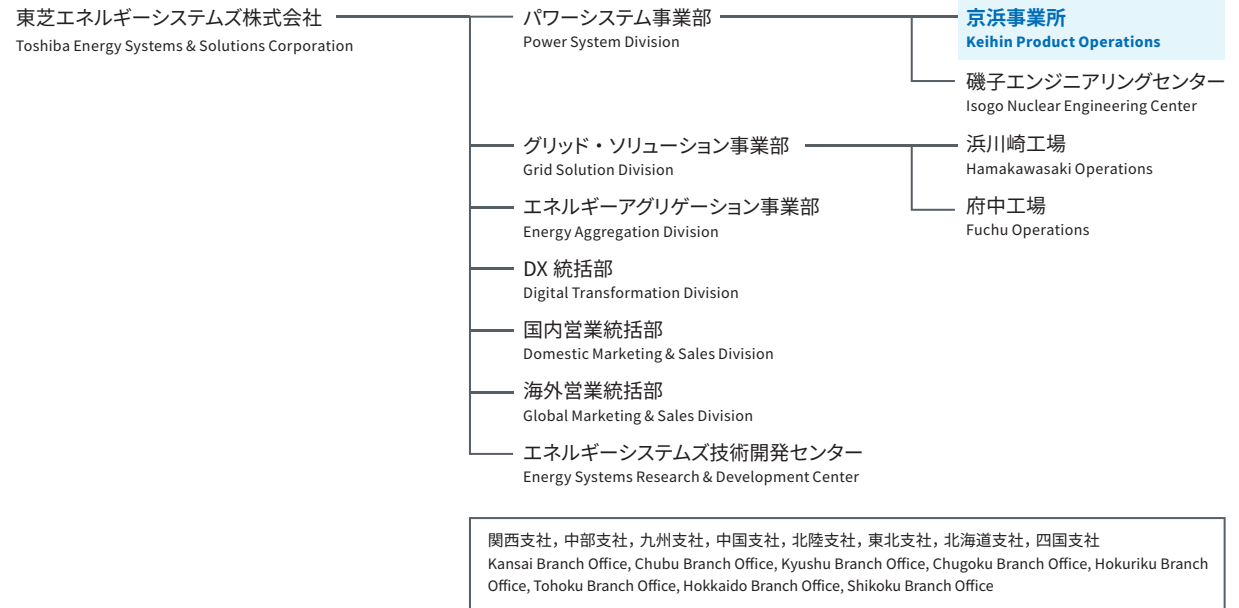 東芝エネルギーシステムズ株式会社
Toshiba Energy Systems & Solutions Corporation
パワーシステム事業部
Power System Division
京浜事業所
Keihin Product Operations
磯子エンジニアリングセンター
Isogo Nuclear Engineering Center
グリッド・ソリューション事業部
Grid Solution Division
浜川崎工場
Hamakawasaki Operations
府中工場
Fuchu Operations
エネルギーアグリゲーション事業部
Energy Aggregation Division
DX 統括部
Digital Transformation Division
国内営業統括部
Domestic Marketing & Sales Division
海外営業統括部
Global Marketing & Sales Division
エネルギーシステムズ技術開発センター
Energy Systems Research & Development Center
関西支社, 中部支社, 九州支社, 中国支社, 北陸支社, 東北支社, 北海道支社, 四国支社
Kansai Branch Office, Chubu Branch Office, Kyushu Branch Office, Chugoku Branch Office, Hokuriku Branch
Office, Tohoku Branch Office, Hokkaido Branch Office, Shikoku Branch Office